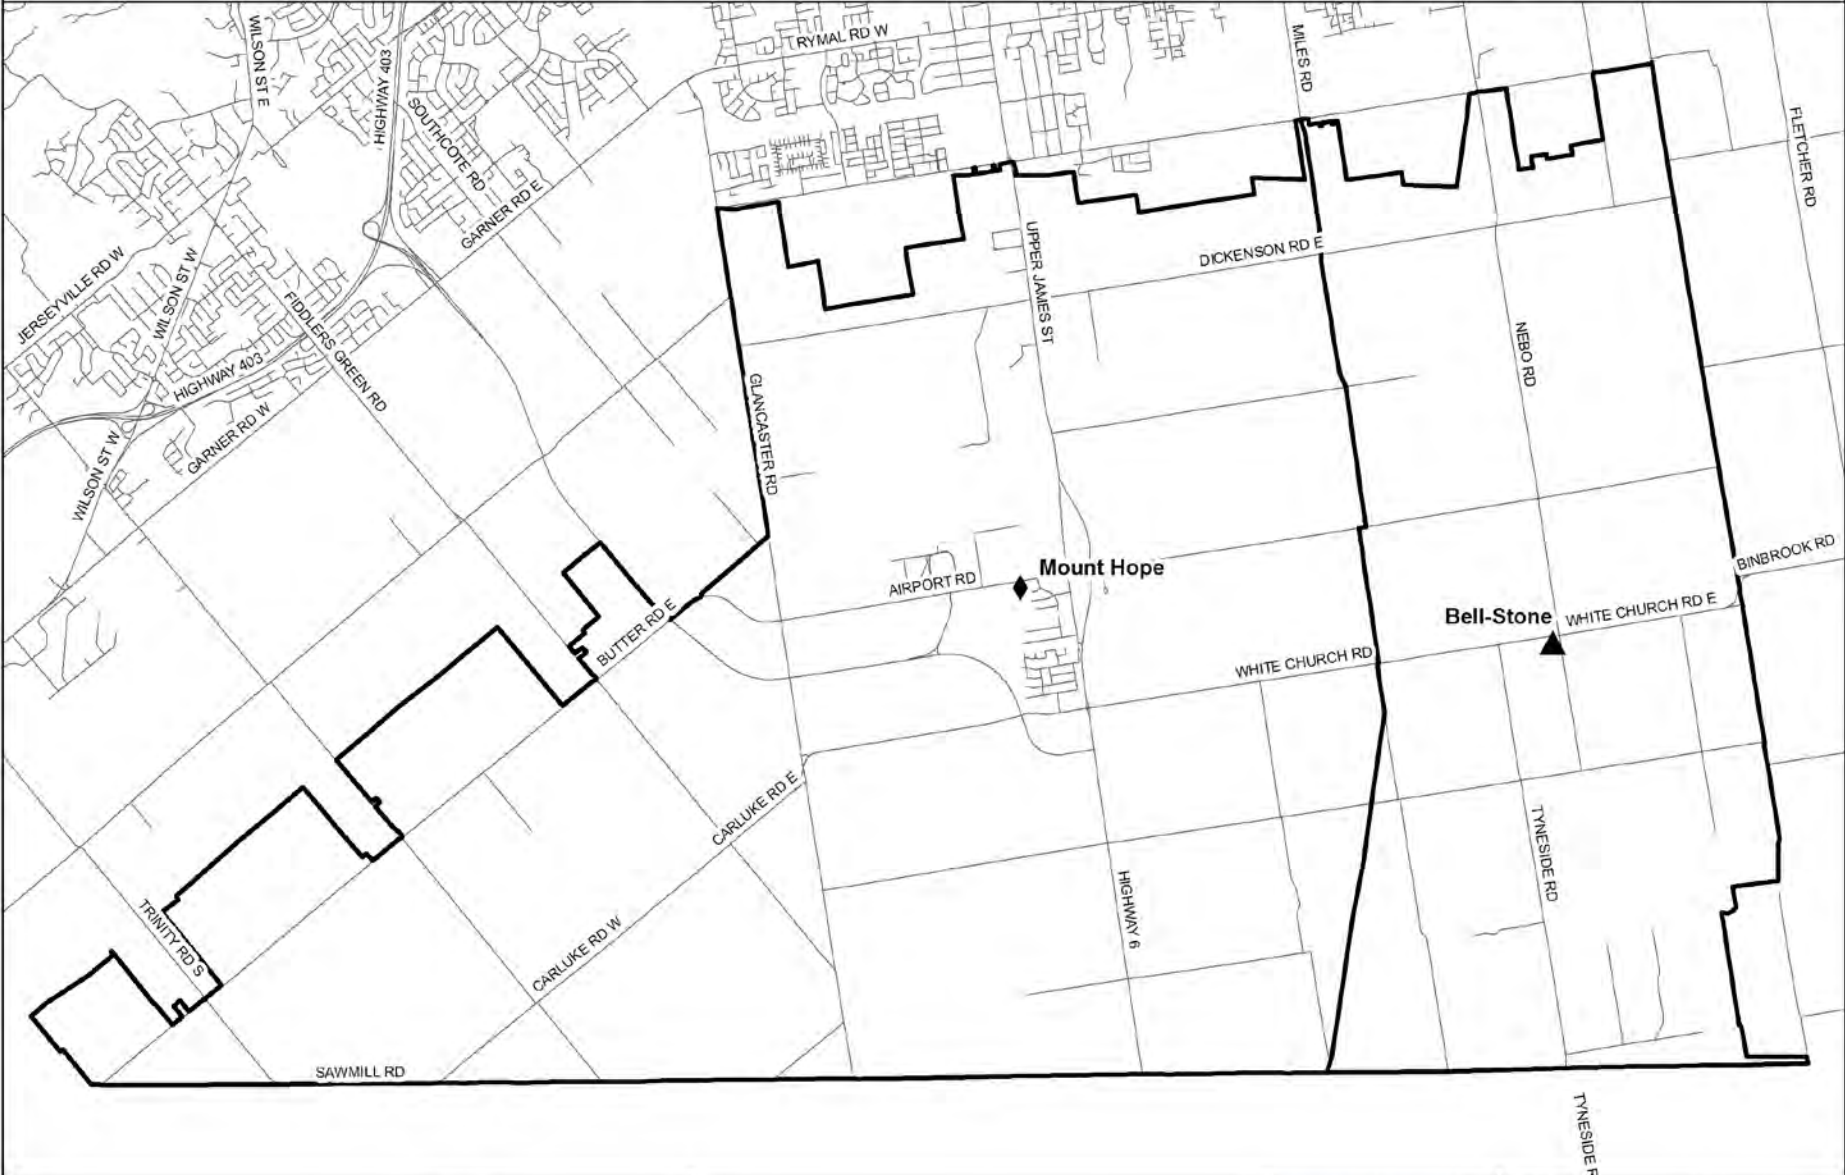 WILSON ST E
HIGHWAY 403
SOUTHCOTE RD
RYMAL RD W
MILES RD
FLETCHER RD
GARNER RD E
JERSEYVILLE RD W
WILSON ST W
FIDDLERS GREEN RD
UPPER JAMES ST
DICKENSON RD E
NEBO RD
HIGHWAY 403
GARNER RD W
WILSON ST W
GLANCASTER RD
BINBROOK RD
Mount Hope
AIRPORT RD
Bell-Stone
WHITE CHURCH RD E
BUTTER RD E
WHITE CHURCH RD
CARLUKE RD E
TYNESIDE RD
TRINITY RD S
CARLUKE RD W
HIGHWAY 6
SAWMILL RD
TYNESIDE R